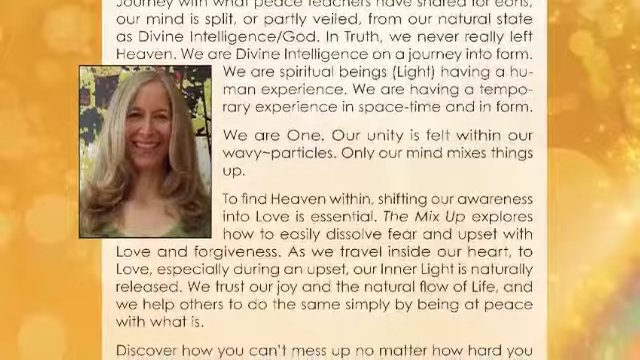 Journey with what peace teachers have shared for eons,
our mind is split, or partly veiled, from our natural state
as Divine Intelligence/God. In Truth, we never really left
Heaven. We are Divine Intelligence on a journey into form.
We are spiritual beings (Light) having a hu-
man experience. We are having a tempo-
rary experience in space-time and in form.
We are One. Our unity is felt within our
wavy~particles. Only our mind mixes things
up.
To find Heaven within, shifting our awareness
into Love is essential. The Mix Up explores
how to easily dissolve fear and upset with
Love and forgiveness. As we travel inside our heart, to
Love, especially during an upset, our Inner Light is naturally
released. We trust our joy and the natural flow of Life, and
we help others to do the same simply by being at peace
with what is.
Discover how you can't mess up no matter how hard you